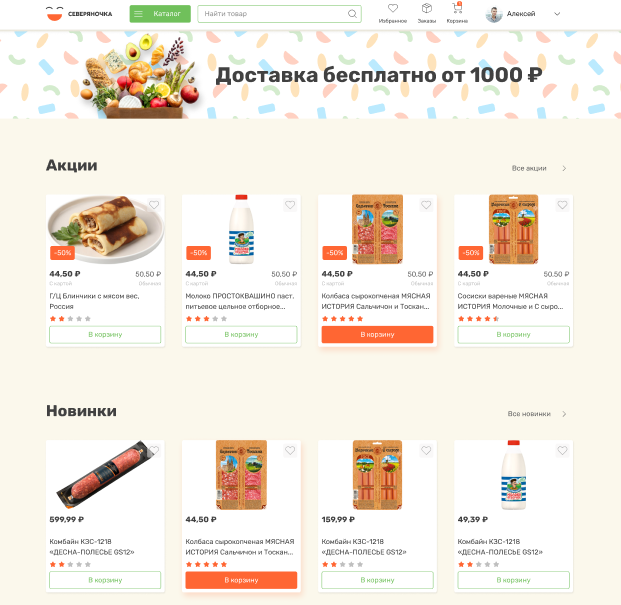 СЕВЕРЯНОЧКА
Каталог
Найти товар
Избранное
Заказы
Корзина
Алексей
Доставка бесплатно от 1000 ₽
Акции
Все акции
-50%
44,50 ₽ 50,50 ₽
С картой Обычная
Г/Ц Блинчики с мясом вес,
Россия
В корзину
-50%
44,50 ₽ 50,50 ₽
С картой Обычная
Молоко ПРОСТОКВАШИНО паст.
питьевое цельное отборное...
В корзину
-50%
44,50 ₽ 50,50 ₽
С картой Обычная
Колбаса сырокопченая МЯСНАЯ
ИСТОРИЯ Сальчичон и Тоскан...
В корзину
-50%
44,50 ₽ 50,50 ₽
С картой Обычная
Сосиски вареные МЯСНАЯ
ИСТОРИЯ Молочные и С сыро...
В корзину
Новинки
Все новинки
599,99 ₽
Комбайн КЗС-1218
«ДЕСНА-ПОЛЕСЬЕ GS12»
В корзину
44,50 ₽
Колбаса сырокопченая МЯСНАЯ
ИСТОРИЯ Сальчичон и Тоскан...
В корзину
159,99 ₽
Комбайн КЗС-1218
«ДЕСНА-ПОЛЕСЬЕ GS12»
В корзину
49,39 ₽
Комбайн КЗС-1218
«ДЕСНА-ПОЛЕСЬЕ GS12»
В корзину